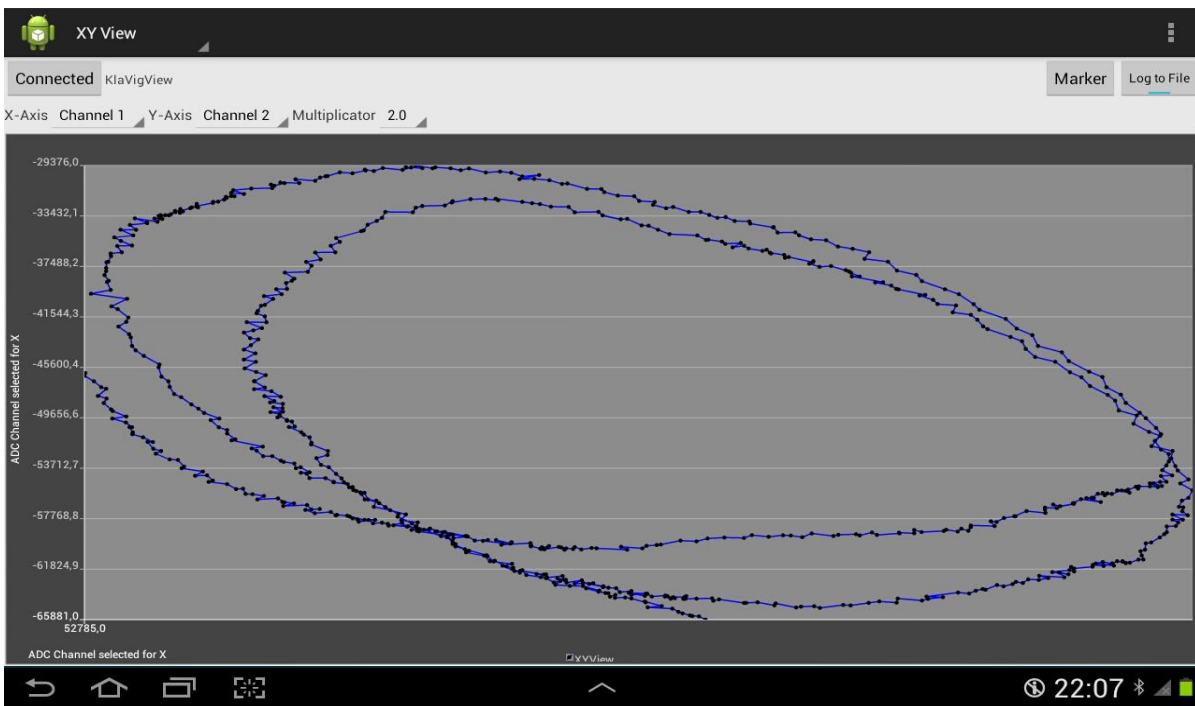 XY View
Connected KlaVigView Marker Log to File
X-Axis Channel 1 Y-Axis Channel 2 Multiplicator 2.0
-29376,0
-33432,1
-37488,2
-41544,3
-45600,4
-49656,6
-53712,7
-57768,8
-61824,9
-65881,0
ADC Channel selected for X
52785,0
ADC Channel selected for X
XYView
22:07